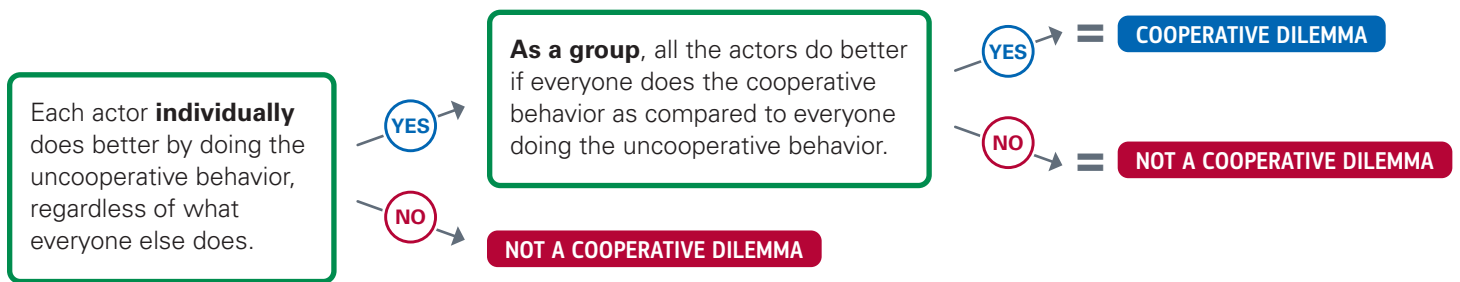 Each actor individually
does better by doing the
uncooperative behavior,
regardless of what
everyone else does.
YES
NO
As a group, all the actors do better
if everyone does the cooperative
behavior as compared to everyone
doing the uncooperative behavior.
NOT A COOPERATIVE DILEMMA
YES
= COOPERATIVE DILEMMA
NO
= NOT A COOPERATIVE DILEMMA